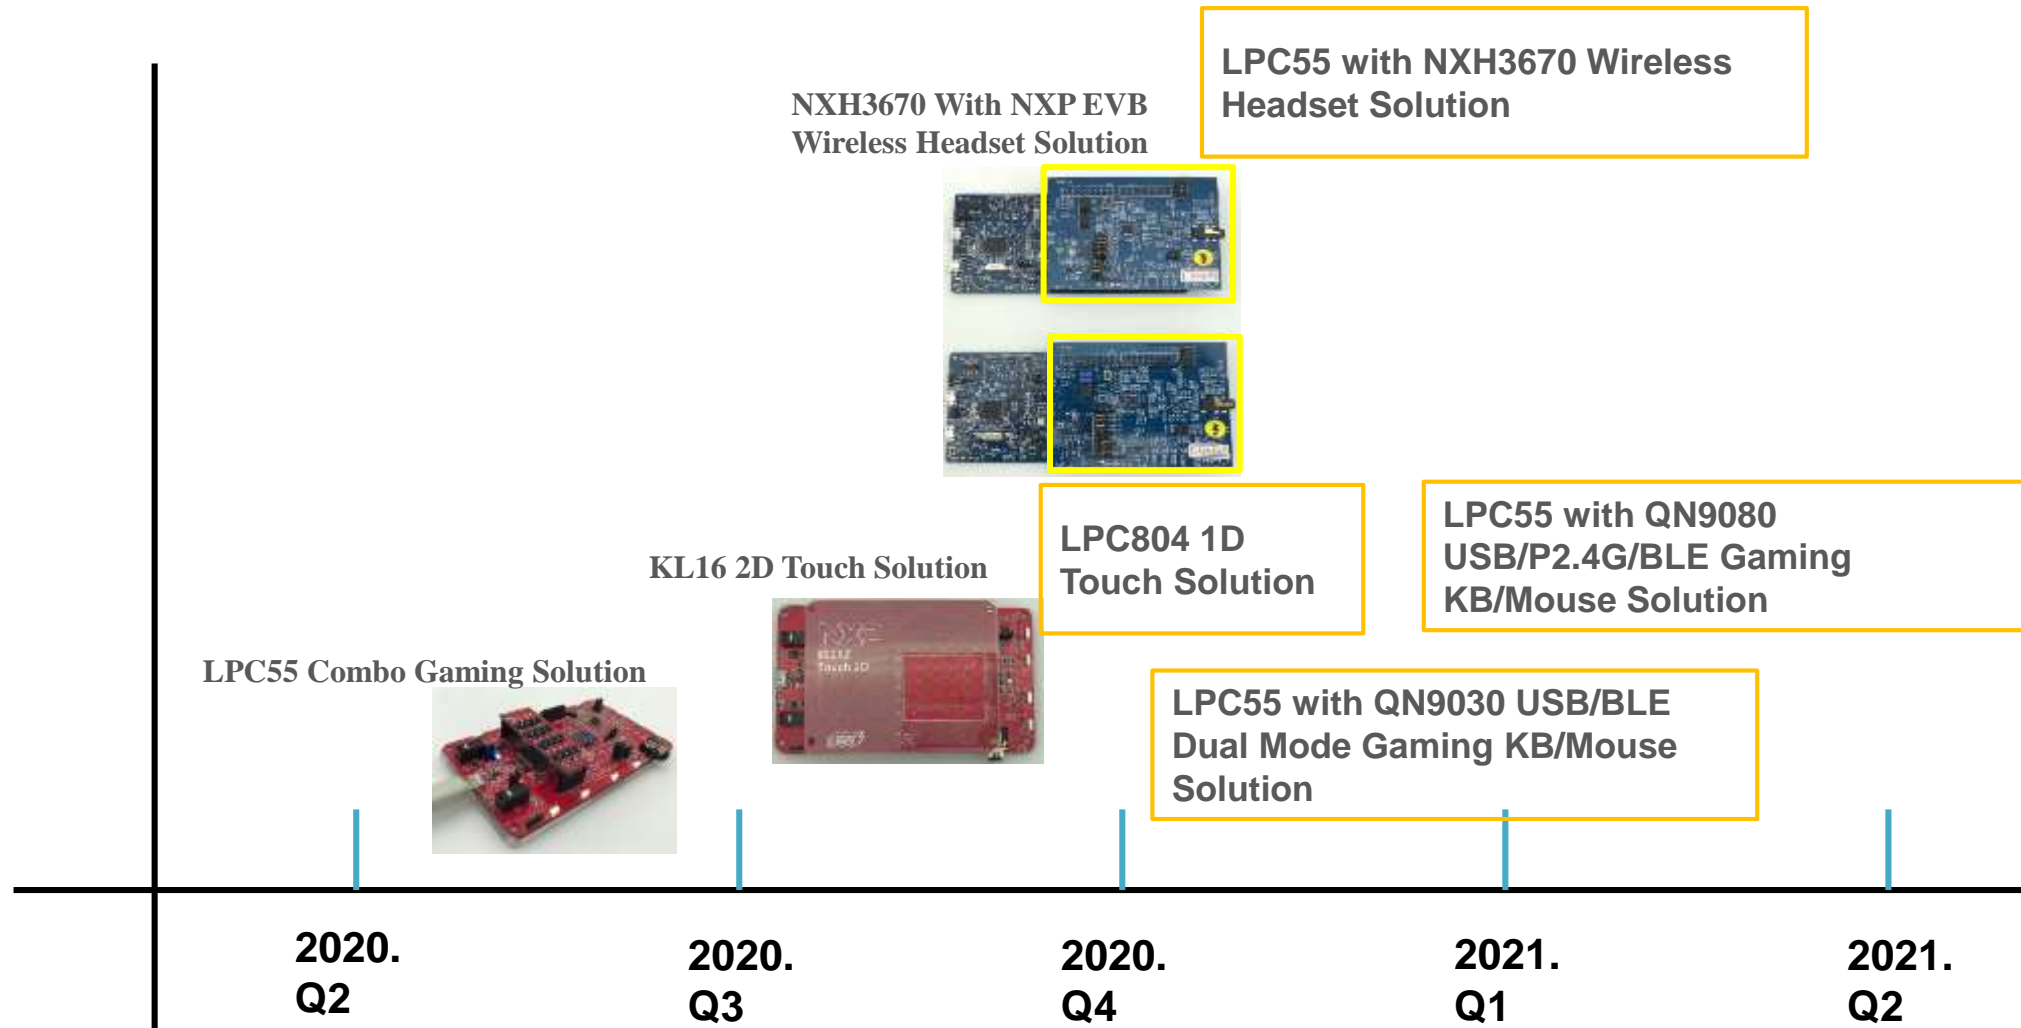 LPC55 with NXH3670 Wireless
Headset Solution
NXH3670 With NXP EVB
Wireless Headset Solution
LPC804 1D
Touch Solution
LPC55 with QN9080
USB/P2.4G/BLE Gaming
KB/Mouse Solution
KL16 2D Touch Solution
Touch 2D
LPC55 Combo Gaming Solution
LPC55 with QN9030 USB/BLE
Dual Mode Gaming KB/Mouse
Solution
2020.
Q2
2020.
Q3
2020.
Q4
2021.
Q1
2021.
Q2